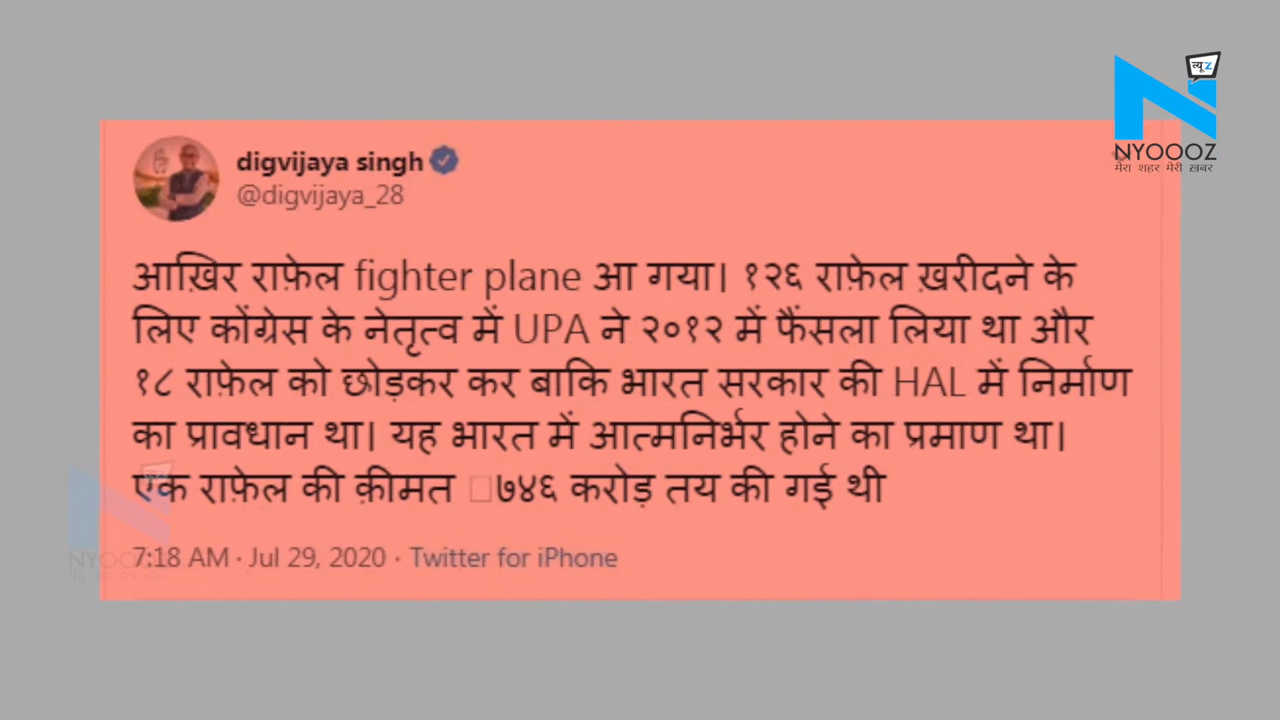 न्यूz
NYOOOZ
मेरा शहर मेरी ख़बर
digvijaya singh
@digvijaya_28
आख़िर राफ़ेल fighter plane आ गया। १२६ राफ़ेल ख़रीदने के
लिए कोंग्रेस के नेतृत्व में UPA ने २०१२ में फैंसला लिया था और
१८ राफ़ेल को छोड़कर कर बाकि भारत सरकार की HAL में निर्माण
का प्रावधान था। यह भारत में आत्मनिर्भर होने का प्रमाण था।
एक राफ़ेल की क़ीमत ७४६ करोड़ तय की गई थी
7:18 AM · Jul 29, 2020 · Twitter for iPhone
NYOOOZ